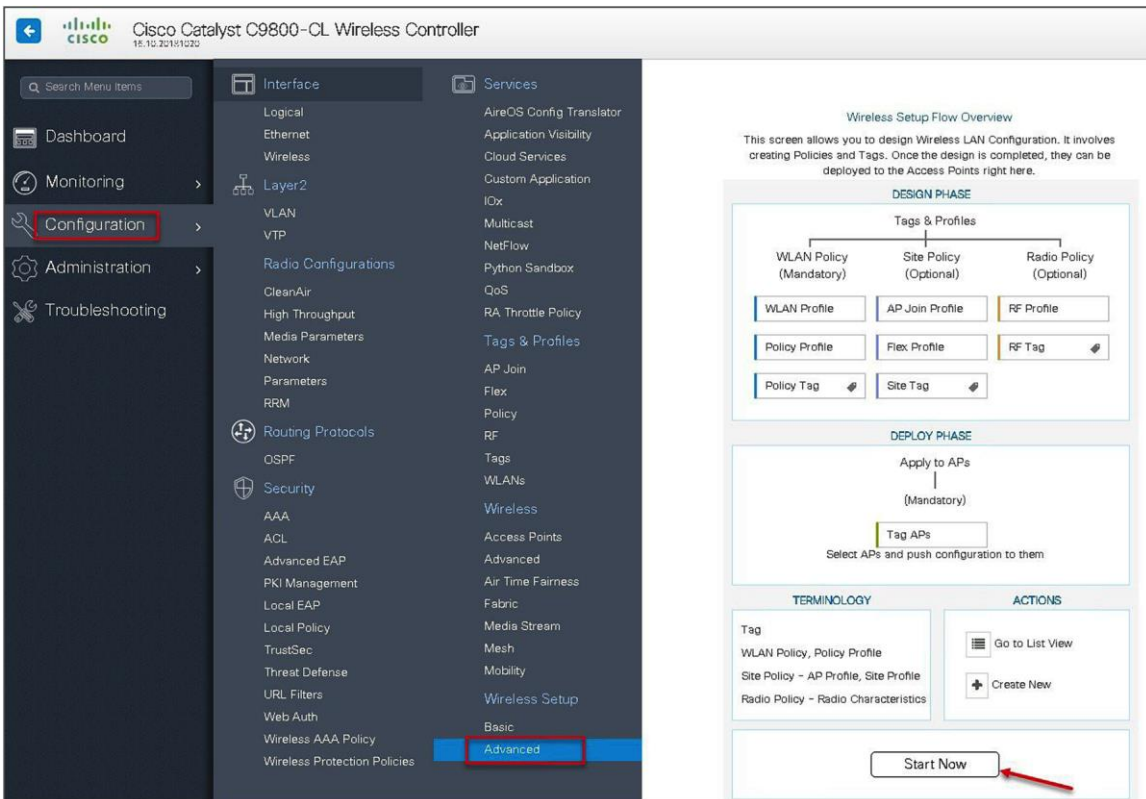 CISCO
Cisco Catalyst C9800-CL Wireless Controller
16.10.20181020
Search Menu Items
Dashboard
Monitoring
Configuration
Administration
Troubleshooting
Interface
Logical
Ethernet
Wireless
Layer2
VLAN
VTP
Radio Configurations
CleanAir
High Throughput
Media Parameters
Network
Parameters
RRM
Routing Protocols
OSPF
Security
AAA
ACL
Advanced EAP
PKI Management
Local EAP
Local Policy
TrustSec
Threat Defense
URL Filters
Web Auth
Wireless AAA Policy
Wireless Protection Policies
Services
AireOS Config Translator
Application Visibility
Cloud Services
Custom Application
IOx
Multicast
NetFlow
Python Sandbox
QoS
RA Throttle Policy
Tags & Profiles
AP Join
Flex
Policy
RF
Tags
WLANs
Wireless
Access Points
Advanced
Air Time Fairness
Fabric
Media Stream
Mesh
Mobility
Wireless Setup
Basic
Advanced
Wireless Setup Flow Overview
This screen allows you to design Wireless LAN Configuration. It involves
creating Policies and Tags. Once the design is completed, they can be
deployed to the Access Points right here.
DESIGN PHASE
Tags & Profiles
WLAN Policy
(Mandatory)
Site Policy
(Optional)
Radio Policy
(Optional)
WLAN Profile
AP Join Profile
RF Profile
Policy Profile
Flex Profile
RF Tag
Policy Tag
Site Tag
DEPLOY PHASE
Apply to APs
(Mandatory)
Tag APs
Select APs and push configuration to them
TERMINOLOGY
Tag
WLAN Policy, Policy Profile
Site Policy - AP Profile, Site Profile
Radio Policy - Radio Characteristics
ACTIONS
Go to List View
Create New
Start Now